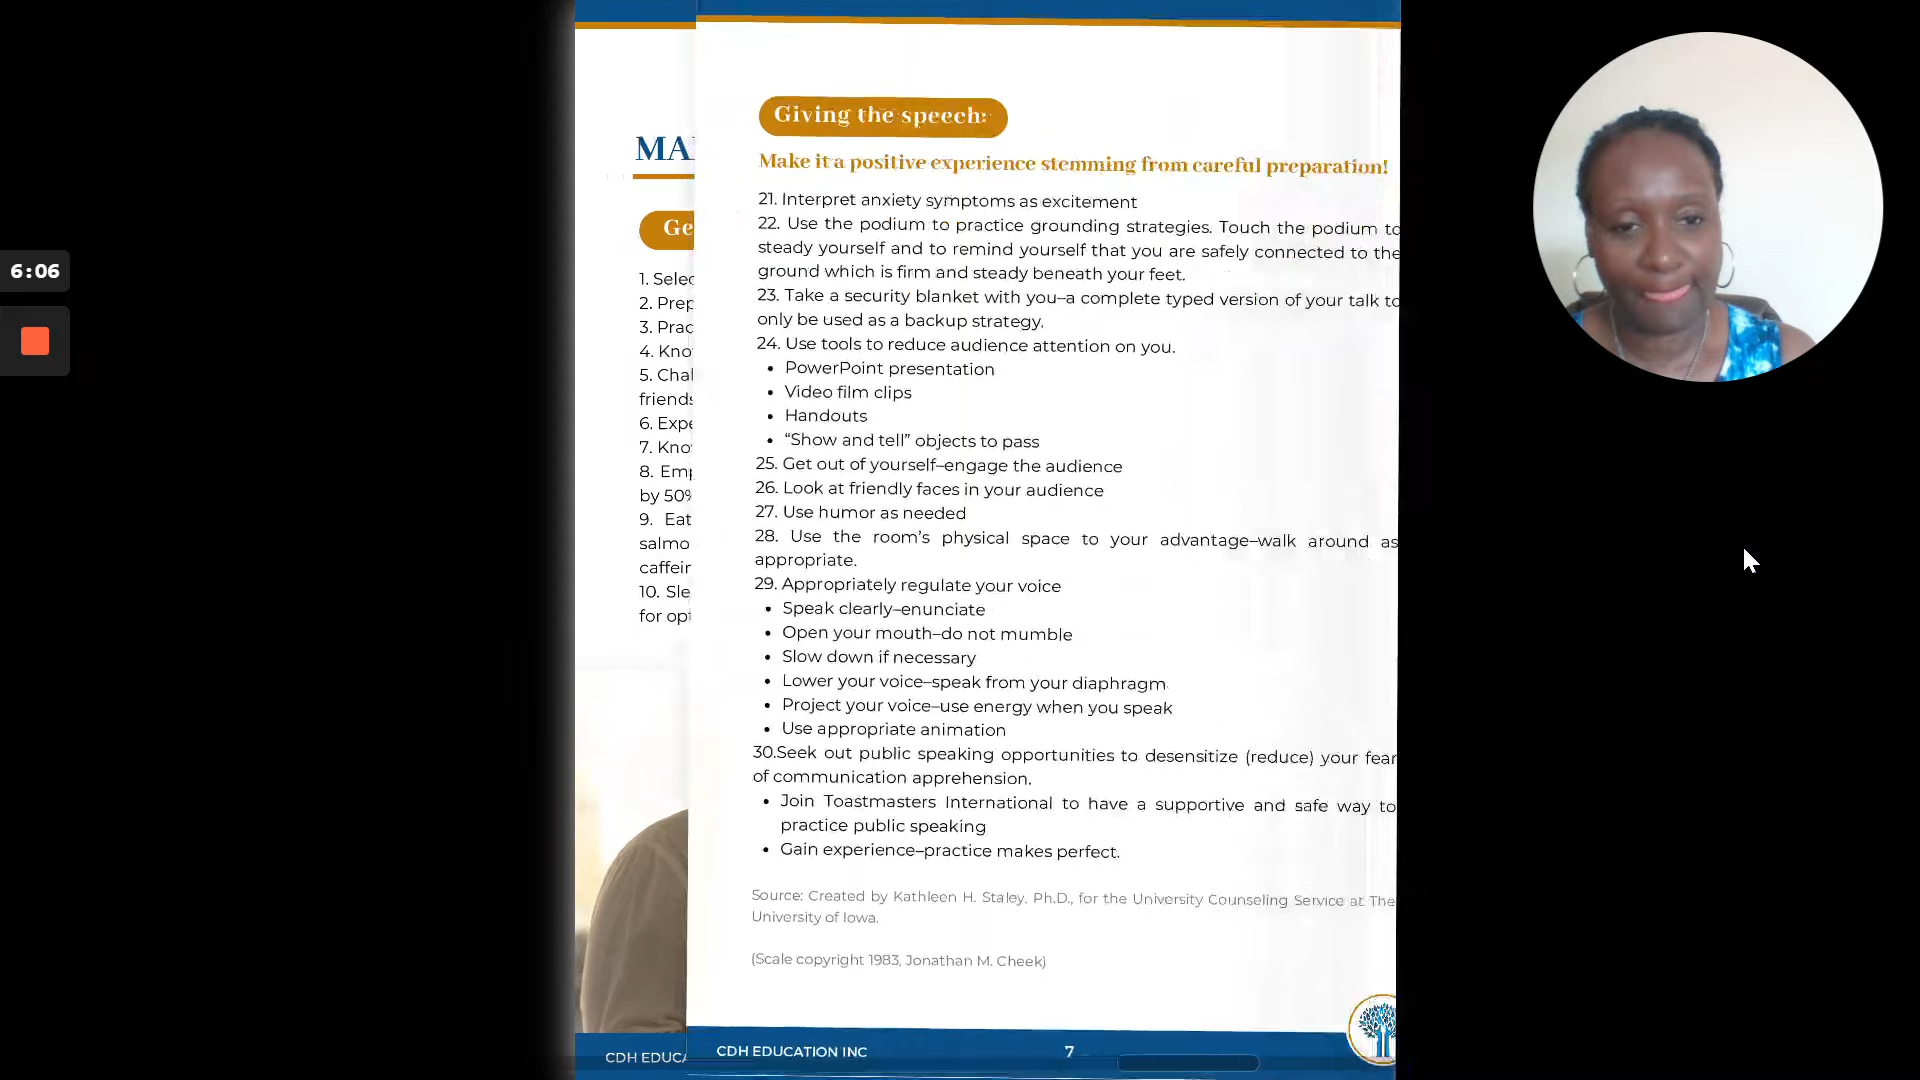 6:06
MA
Ge
1. Selec
2. Prep
3. Prac
4. Kno
5. Chal
friends
6. Expe
7. Kno
8. Emp
by 50%
9. Eat
salmo
caffein
10. Sle
for opt
CDH EDUCA
Giving the speech:
Make it a positive experience stemming from careful preparation!
21. Interpret anxiety symptoms as excitement
22. Use the podium to practice grounding strategies. Touch the podium to
steady yourself and to remind yourself that you are safely connected to the
ground which is firm and steady beneath your feet.
23. Take a security blanket with you–a complete typed version of your talk to
only be used as a backup strategy.
24. Use tools to reduce audience attention on you.
• PowerPoint presentation
• Video film clips
• Handouts
• “Show and tell” objects to pass
25. Get out of yourself–engage the audience
26. Look at friendly faces in your audience
27. Use humor as needed
28. Use the room’s physical space to your advantage–walk around as
appropriate.
29. Appropriately regulate your voice
• Speak clearly–enunciate
• Open your mouth–do not mumble
• Slow down if necessary
• Lower your voice–speak from your diaphragm
• Project your voice–use energy when you speak
• Use appropriate animation
30.Seek out public speaking opportunities to desensitize (reduce) your fear
of communication apprehension.
• Join Toastmasters International to have a supportive and safe way to
practice public speaking
• Gain experience–practice makes perfect.
Source: Created by Kathleen H. Staley. Ph.D., for the University Counseling Service at The
University of Iowa.
(Scale copyright 1983, Jonathan M. Cheek)
CDH EDUCATION INC
7